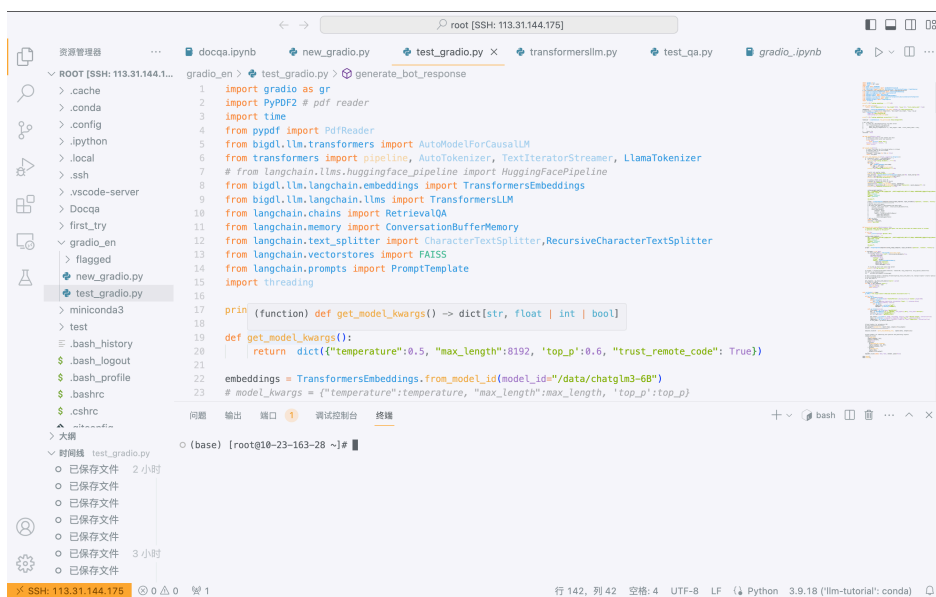 root [SSH: 113.31.144.175]
资源管理器
docqa.ipynb
new_gradio.py
test_gradio.py
transformersllm.py
test_qa.py
gradio_.ipynb
ROOT [SSH: 113.31.144.1...
gradio_en > test_gradio.py > generate_bot_response
.cache
.conda
.config
.ipython
.local
.ssh
.vscode-server
Docqa
first_try
gradio_en
flagged
new_gradio.py
test_gradio.py
miniconda3
test
.bash_history
.bash_logout
.bash_profile
.bashrc
.cshrc
大纲
时间线 test_gradio.py
已保存文件 2 小时
已保存文件
已保存文件
已保存文件
已保存文件
已保存文件 3 小时
已保存文件
1 import gradio as gr
2 import PyPDF2 # pdf reader
3 import time
4 from pypdf import PdfReader
5 from bigdl.llm.transformers import AutoModelForCausalLM
6 from transformers import pipeline, AutoTokenizer, TextIteratorStreamer, LlamaTokenizer
7 # from langchain.llms.huggingface_pipeline import HuggingFacePipeline
8 from bigdl.llm.langchain.embeddings import TransformersEmbeddings
9 from bigdl.llm.langchain.llms import TransformersLLM
10 from langchain.chains import RetrievalQA
11 from langchain.memory import ConversationBufferMemory
12 from langchain.text_splitter import CharacterTextSplitter,RecursiveCharacterTextSplitter
13 from langchain.vectorstores import FAISS
14 from langchain.prompts import PromptTemplate
15 import threading
16
17 prin
(function) def get_model_kwargs() -> dict[str, float | int | bool]
18
19 def get_model_kwargs():
20 return dict({"temperature":0.5, "max_length":8192, 'top_p':0.6, "trust_remote_code": True})
21
22 embeddings = TransformersEmbeddings.from_model_id(model_id="/data/chatglm3-6B")
23 # model_kwargs = {"temperature":temperature, "max_length":max_length, 'top_p':top_p}
问题 输出 端口 1 调试控制台 终端
bash
(base) [root@10-23-163-28 ~]#
SSH: 113.31.144.175
0 0
1
行 142，列 42
空格: 4
UTF-8
LF
Python
3.9.18 ('llm-tutorial': conda)